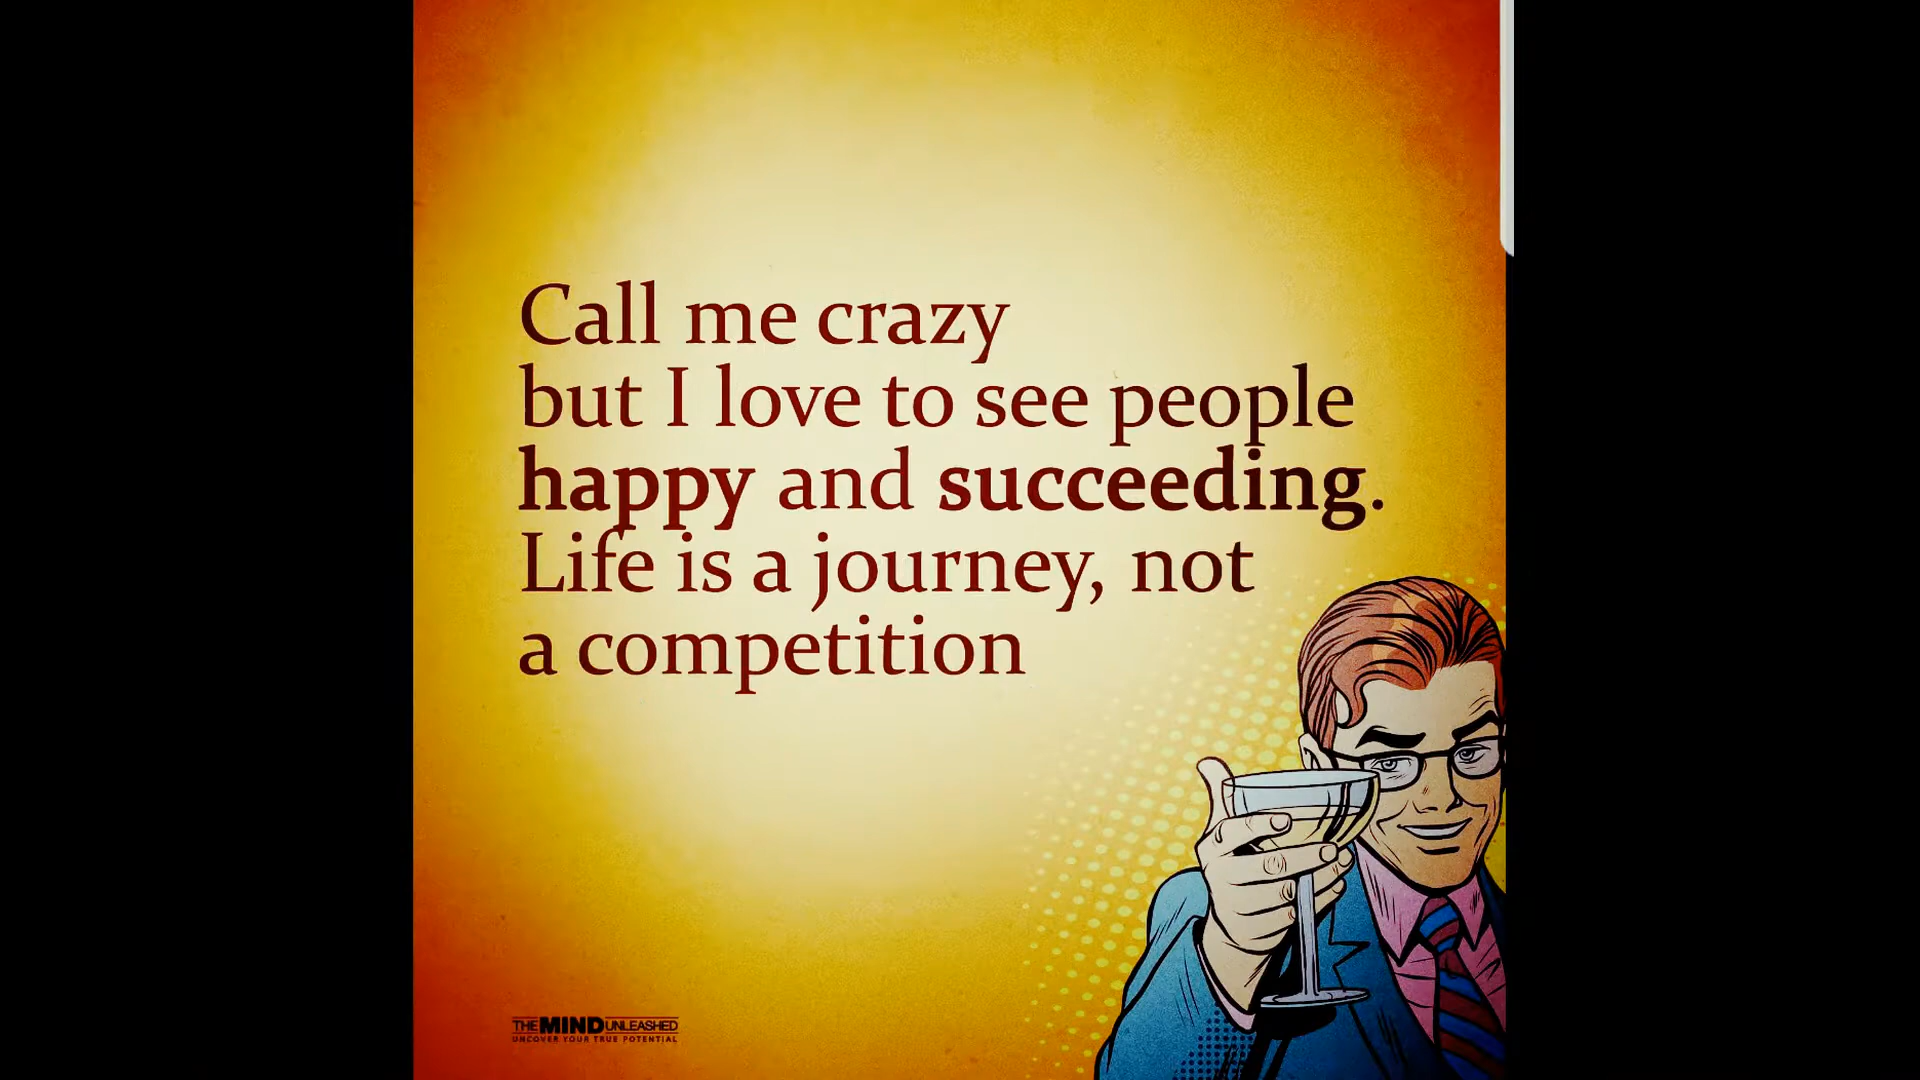 Call me crazy
but I love to see people
happy and succeeding.
Life is a journey, not
a competition
THE MIND UNLEASHED
UNCOVER YOUR TRUE POTENTIAL